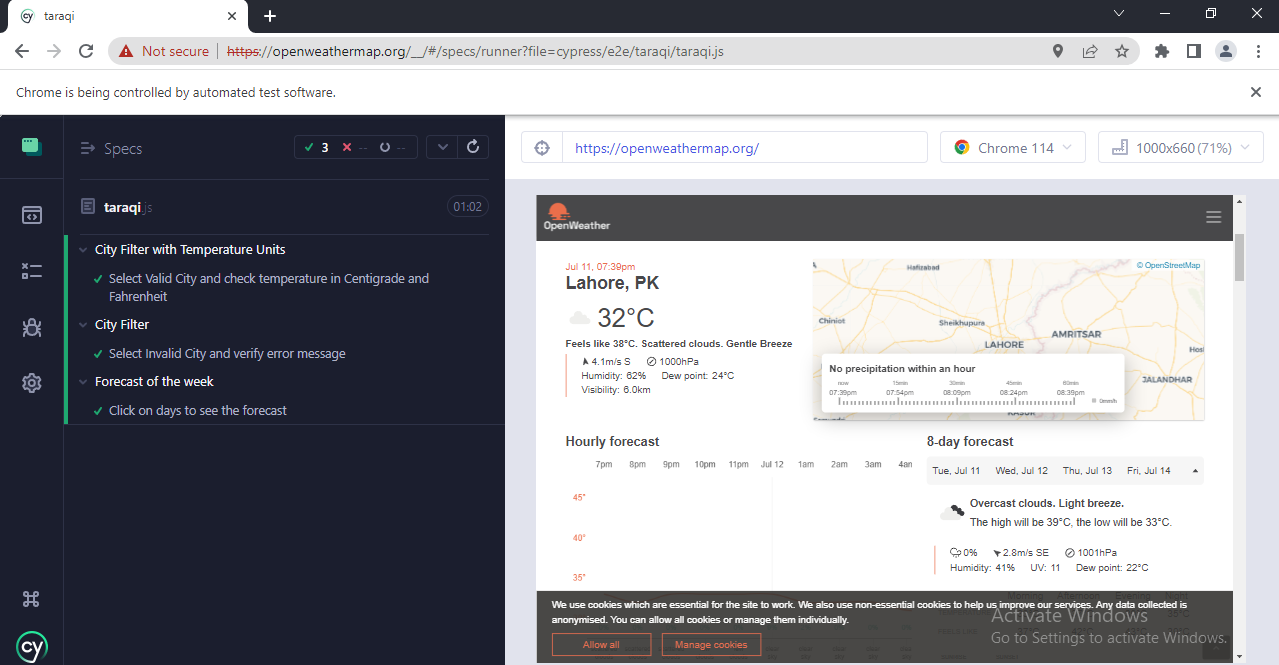 taraqi
Not secure https://openweathermap.org/__/#/specs/runner?file=cypress/e2e/taraqi/taraqi.js
Chrome is being controlled by automated test software.
Specs
3 -- --
taraqi.js 01:02
City Filter with Temperature Units
Select Valid City and check temperature in Centigrade and
Fahrenheit
City Filter
Select Invalid City and verify error message
Forecast of the week
Click on days to see the forecast
cy
https://openweathermap.org/
Chrome 114
1000x660 (71%)
OpenWeather
Jul 11, 07:39pm
Lahore, PK
32°C
Feels like 38°C. Scattered clouds. Gentle Breeze
4.1m/s S 1000hPa
Humidity: 62% Dew point: 24°C
Visibility: 6.0km
© OpenStreetMap
Hafizabad
Chiniot
Sheikhupura
AMRITSAR
LAHORE
JALANDHAR
No precipitation within an hour
now 15min 30min 45min 60min
07:39pm 07:54pm 08:09pm 08:24pm 08:39pm
0mm/h
Hourly forecast
7pm 8pm 9pm 10pm 11pm Jul 12 1am 2am 3am 4an
45°
40°
35°
8-day forecast
Tue, Jul 11 Wed, Jul 12 Thu, Jul 13 Fri, Jul 14
Overcast clouds. Light breeze.
The high will be 39°C, the low will be 33°C.
0% 2.8m/s SE 1001hPa
Humidity: 41% UV: 11 Dew point: 22°C
Morning Afternoon Evening Night
We use cookies which are essential for the site to work. We also use non-essential cookies to help us improve our services. Any data collected is
anonymised. You can allow all cookies or manage them individually.
Allow all
Manage cookies
Activate Windows
Go to Settings to activate Windows.